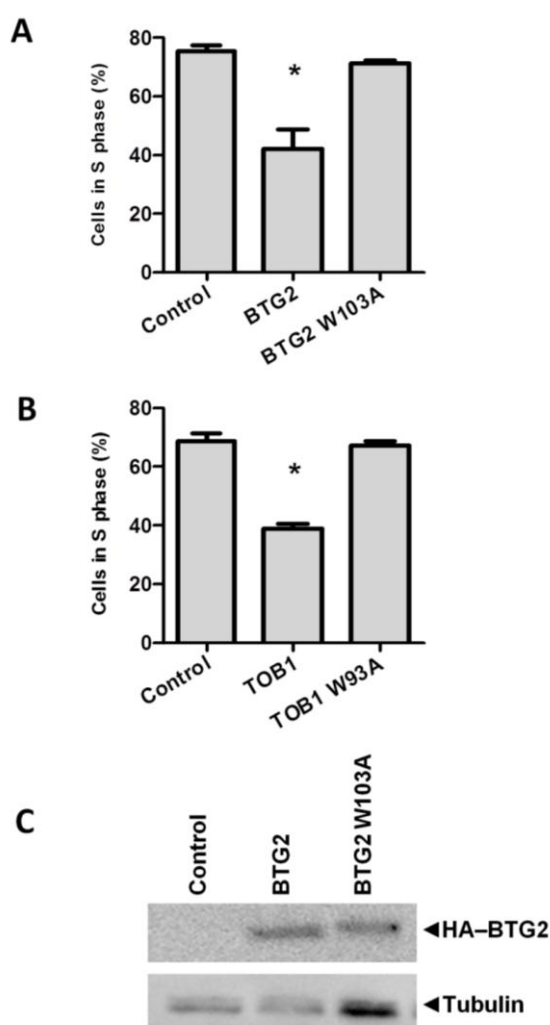 A
Cells in S phase (%)
80
60
40
20
0
Control
BTG2
BTG2 W103A
*
B
Cells in S phase (%)
80
60
40
20
0
Control
TOB1
TOB1 W93A
*
C
Control
BTG2
BTG2 W103A
HA–BTG2
Tubulin